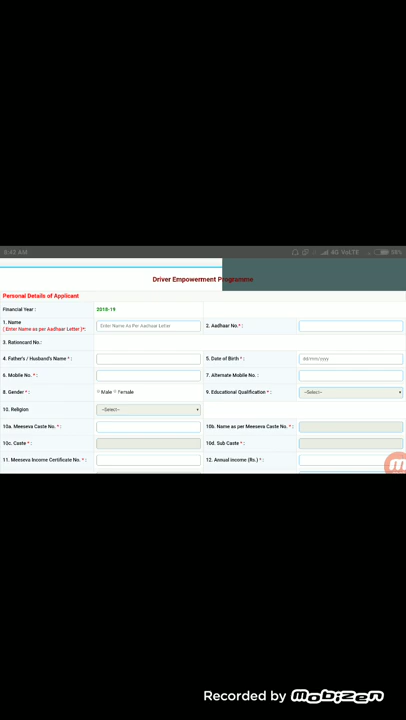 6:42 AM 4G VoLTE 58%
Driver Empowerment Programme
Personal Details of Applicant
Financial Year : 2018-19
1. Name
( Enter Name as per Aadhaar Letter )*: Enter Name As Per Aadhaar Letter 2. Aadhaar No.*:
3. Rationcard No.:
4. Father's / Husband's Name * : 5. Date of Birth * : dd/mm/yyyy
6. Mobile No. * : 7. Alternate Mobile No. :
8. Gender * : Male Female 9. Educational Qualification * : --Select--
10. Religion --Select--
10a. Meeseva Caste No. * : 10b. Name as per Meeseva Caste No. * :
10c. Caste * : 10d. Sub Caste * :
11. Meeseva Income Certificate No. * : 12. Annual income (Rs.) * :
Recorded by mobizen